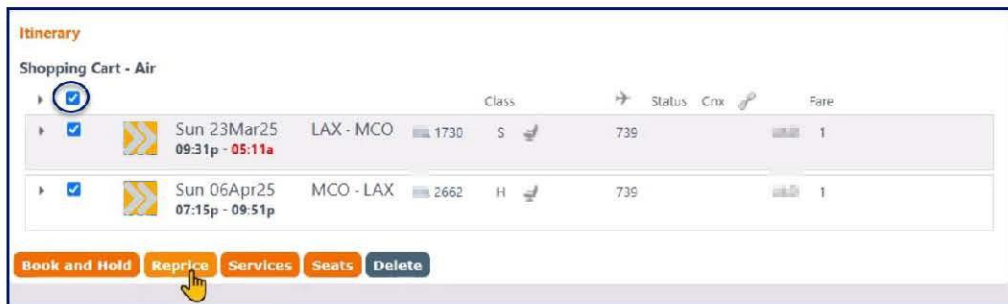 Itinerary
Shopping Cart - Air
Class Status Cnx Fare
Sun 23Mar25 LAX - MCO 1730 S 739 1
09:31p - 05:11a
Sun 06Apr25 MCO - LAX 2662 H 739 1
07:15p - 09:51p
Book and Hold Reprice Services Seats Delete